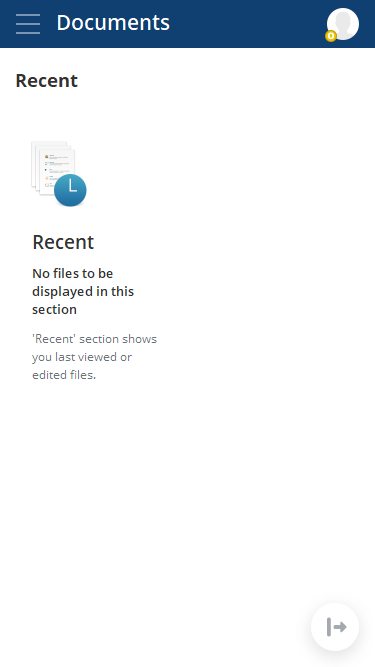 Documents
Recent
Recent
No files to be
displayed in this
section
'Recent' section shows
you last viewed or
edited files.